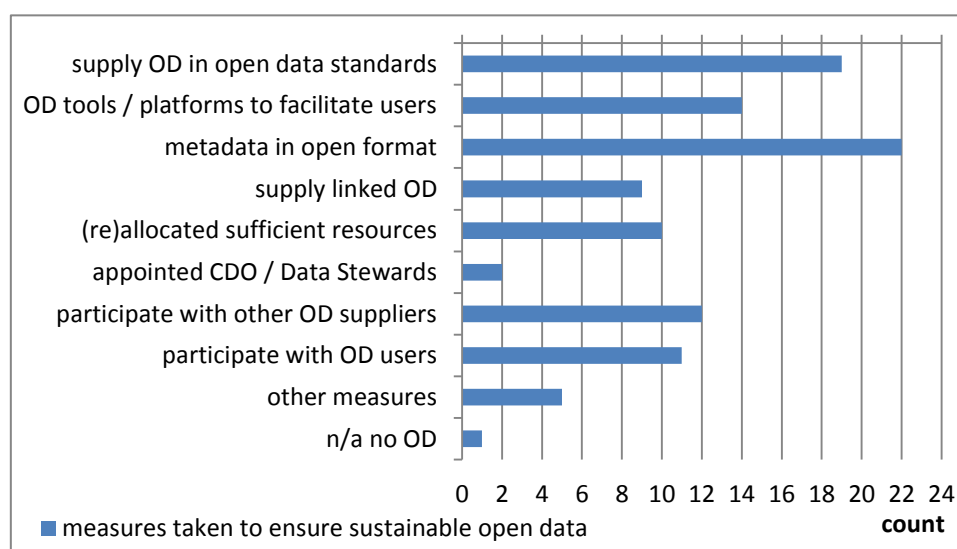 supply OD in open data standards
OD tools / platforms to facilitate users
metadata in open format
supply linked OD
(re)allocated sufficient resources
appointed CDO / Data Stewards
participate with other OD suppliers
participate with OD users
other measures
n/a no OD
0 2 4 6 8 10 12 14 16 18 20 22 24
count
measures taken to ensure sustainable open data